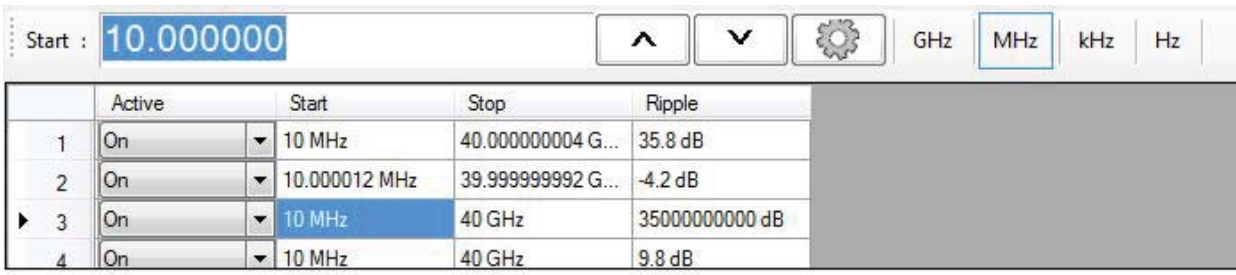 Start : 10.000000 GHz MHz kHz Hz
Active Start Stop Ripple
1 On 10 MHz 40.000000004 G... 35.8 dB
2 On 10.000012 MHz 39.999999992 G... -4.2 dB
3 On 10 MHz 40 GHz 35000000000 dB
4 On 10 MHz 40 GHz 9.8 dB